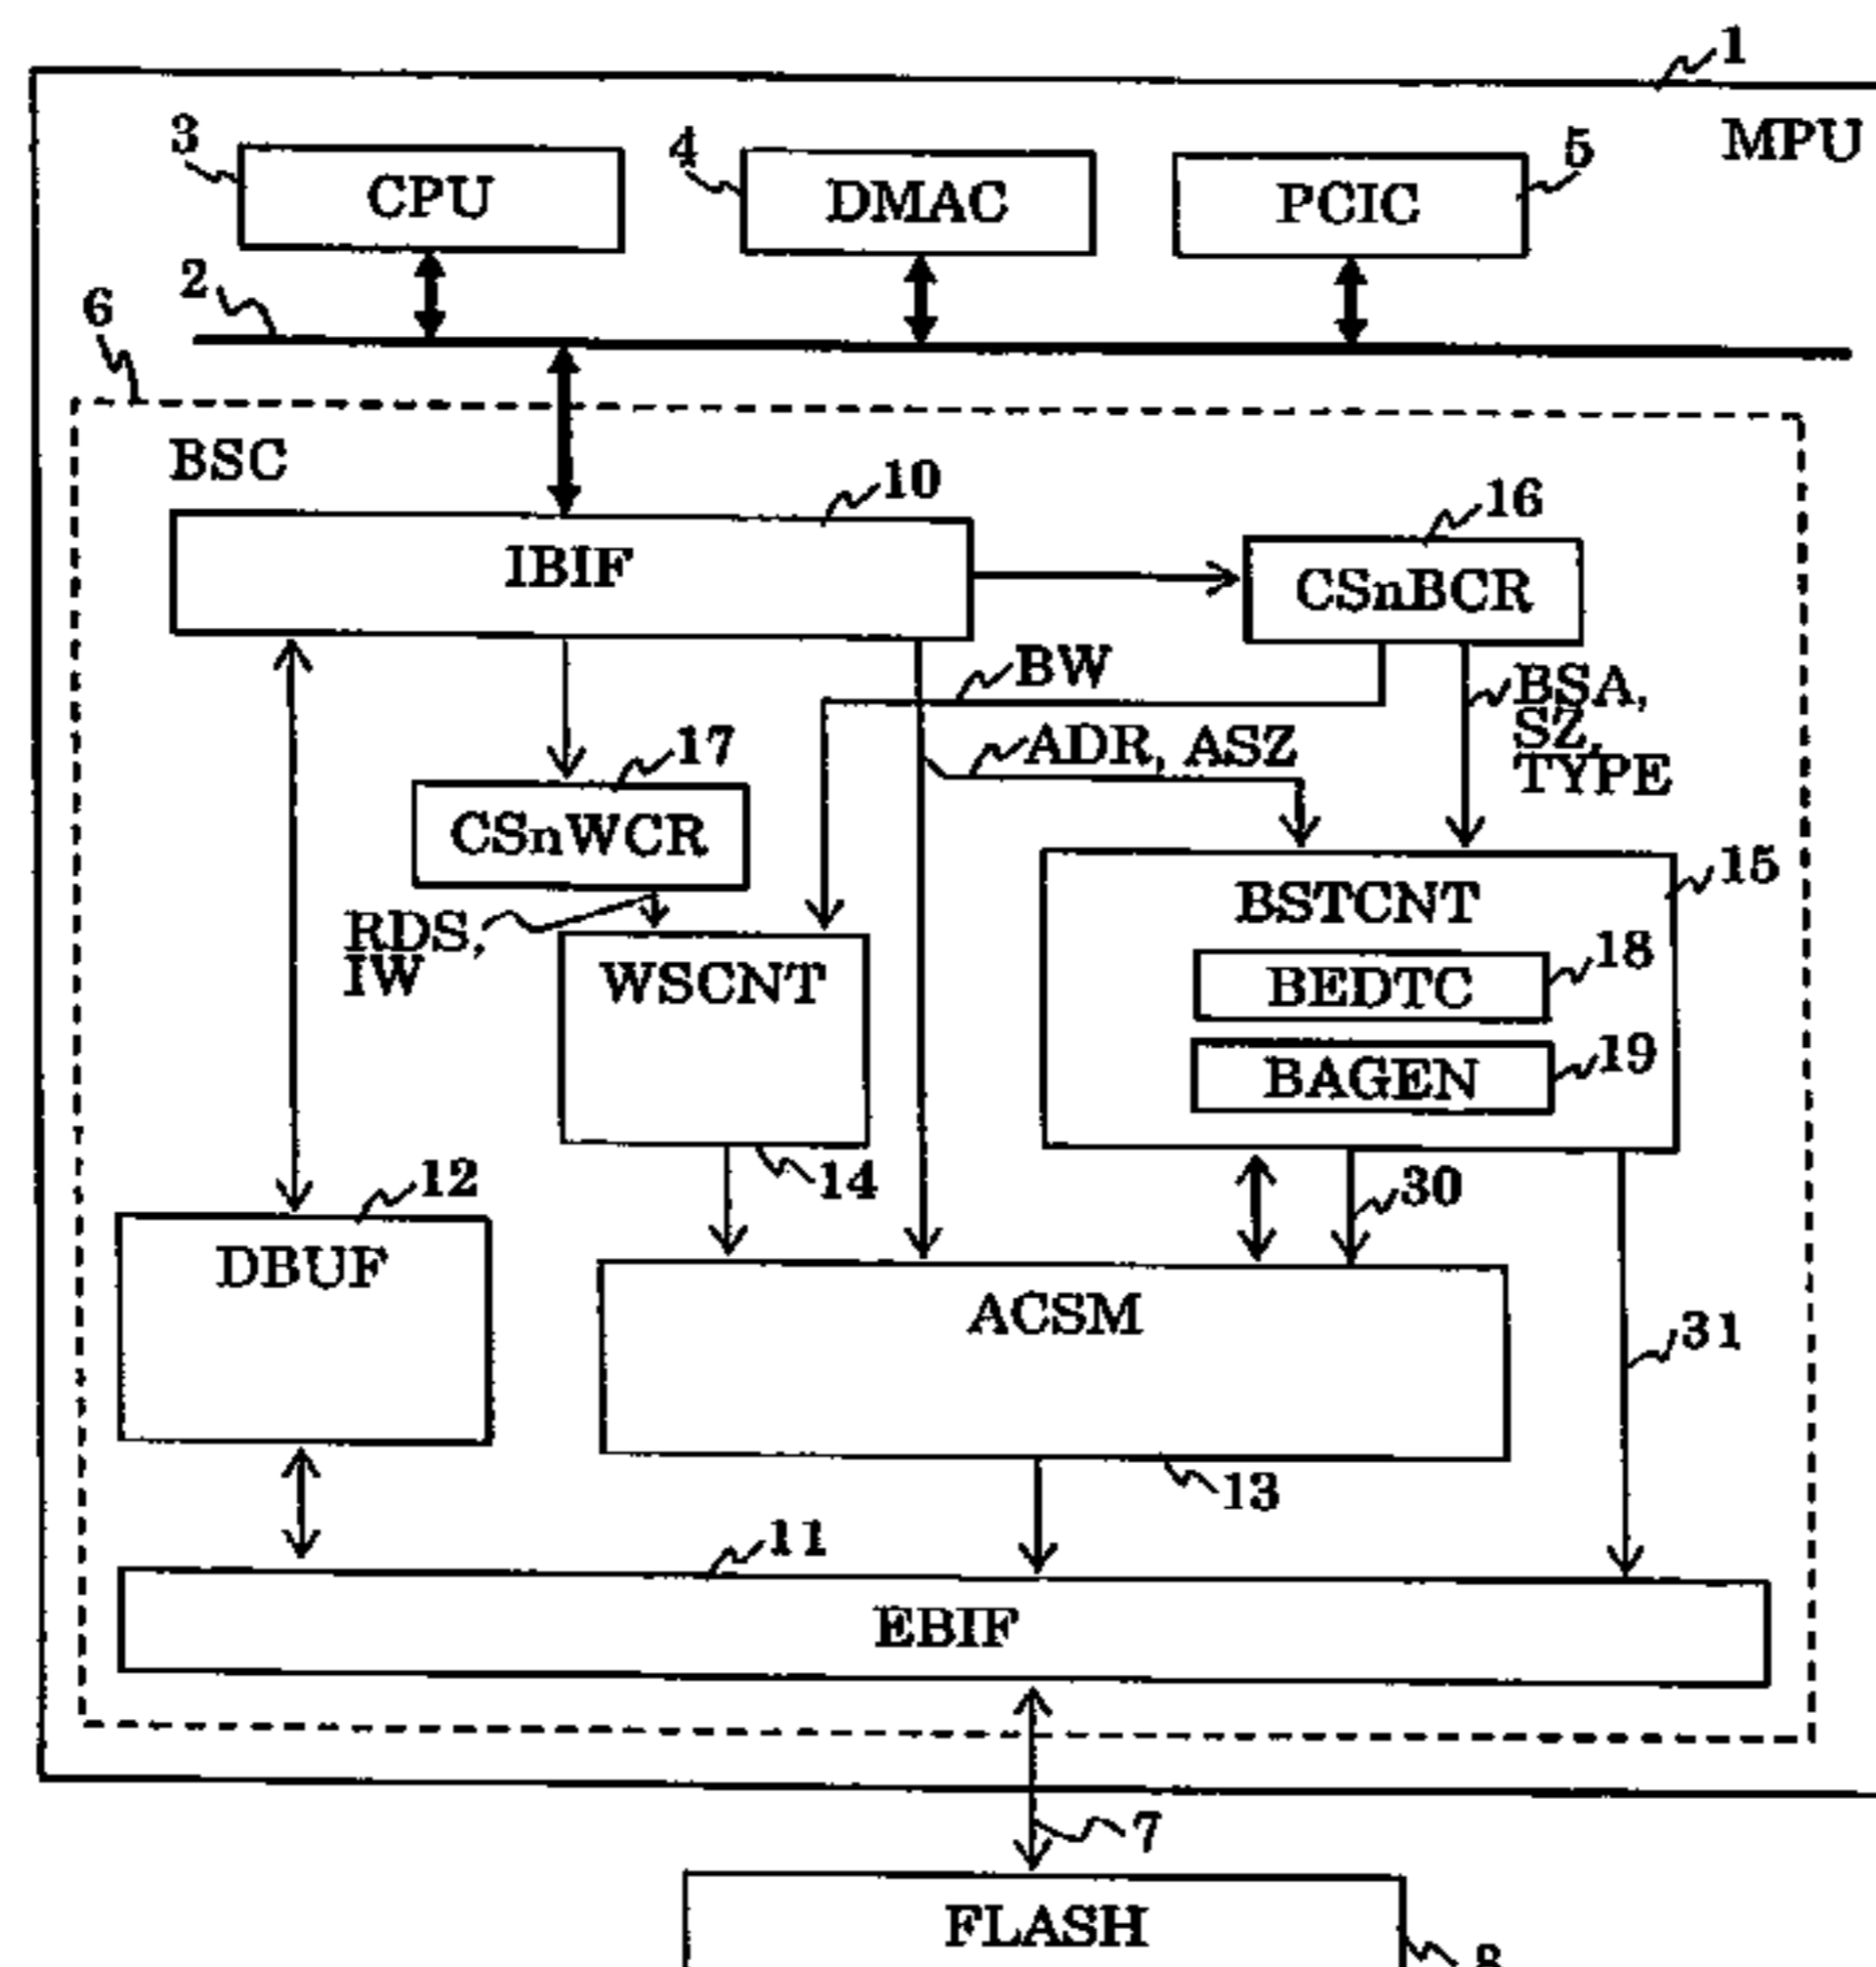 1
MPU
3
CPU
4
DMAC
5
PCIC
2
6
BSC
10
IBIF
16
CSnBCR
BW
BSA,
SZ,
TYPE
ADR, ASZ
17
CSnWCR
RDS,
IW
WSCNT
14
15
BSTCNT
18
BEDTC
19
BAGEN
12
DBUF
30
ACSM
31
13
11
EBIF
7
FLASH
8